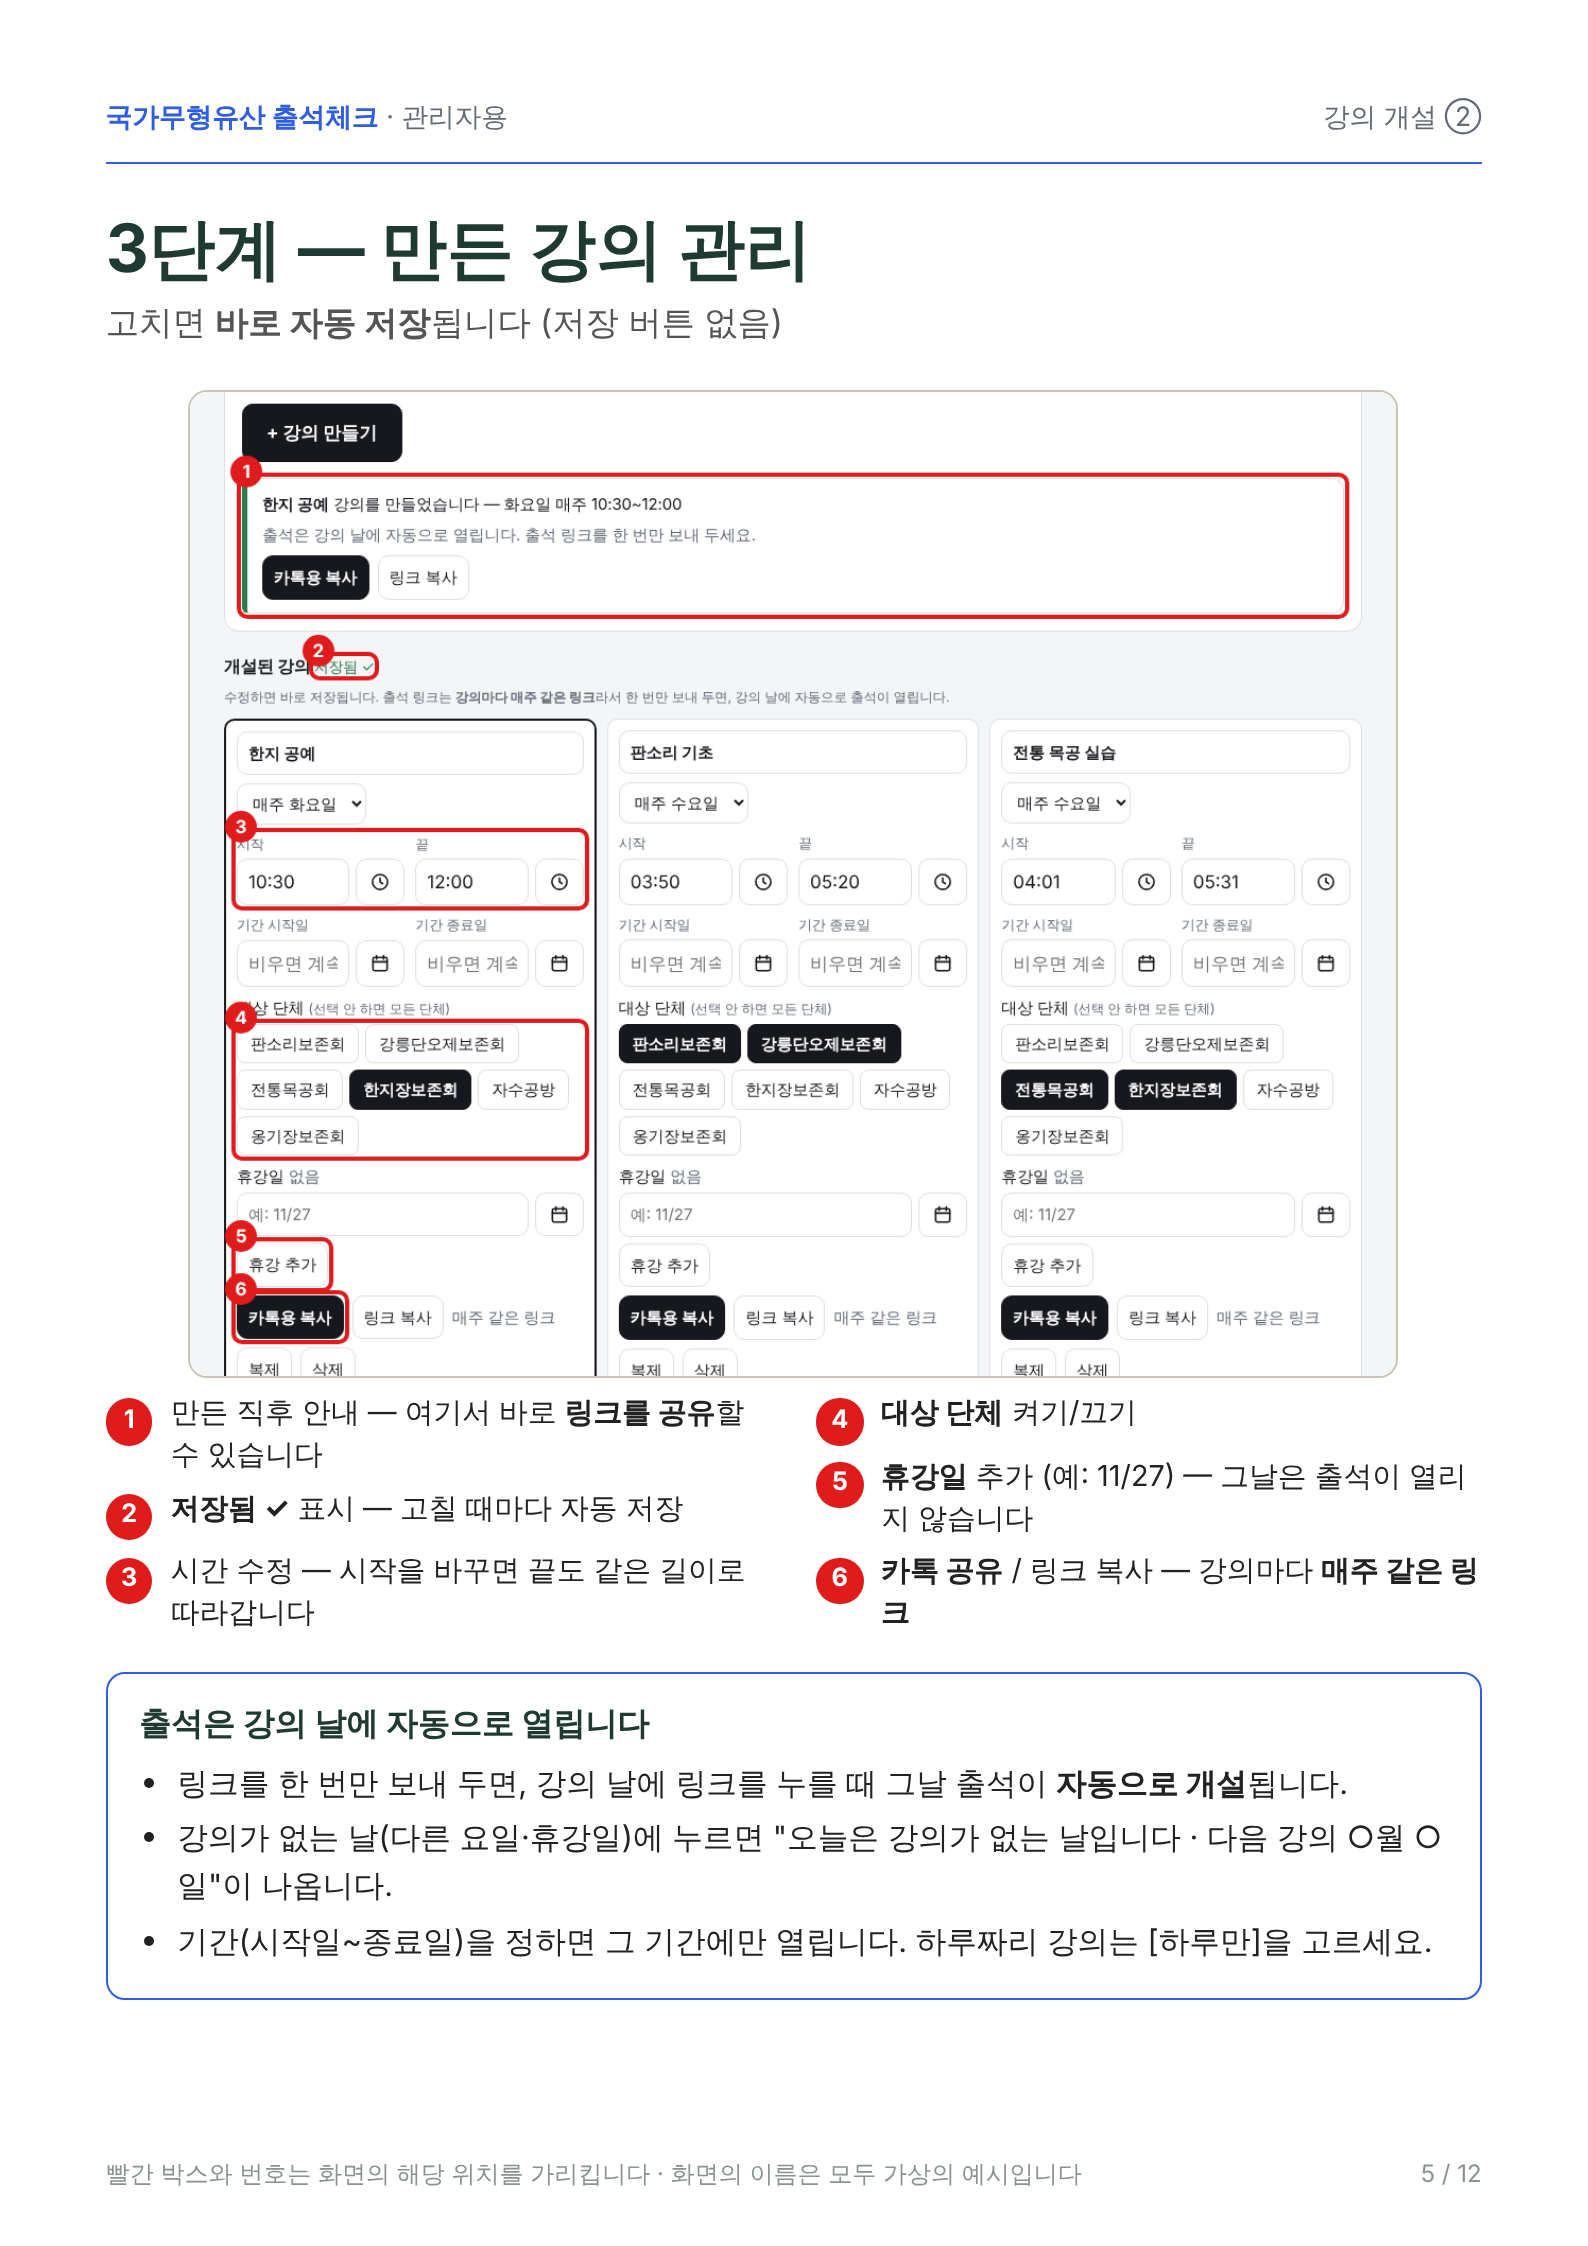 국가무형유산 출석체크 · 관리자용
강의 개설 ②
3단계 — 만든 강의 관리
고치면 바로 자동 저장됩니다 (저장 버튼 없음)
+ 강의 만들기
1
한지 공예 강의를 만들었습니다 — 화요일 매주 10:30~12:00
출석은 강의 날에 자동으로 열립니다. 출석 링크를 한 번만 보내 두세요.
카톡용 복사 링크 복사
2
개설된 강의 저장됨 ✓
수정하면 바로 저장됩니다. 출석 링크는 강의마다 매주 같은 링크라서 한 번만 보내 두면, 강의 날에 자동으로 출석이 열립니다.
한지 공예
매주 화요일
3
시작 끝
10:30 12:00
기간 시작일 기간 종료일
비우면 계속 비우면 계속
4
대상 단체 (선택 안 하면 모든 단체)
판소리보존회 강릉단오제보존회
전통목공회 한지장보존회 자수공방
옹기장보존회
휴강일 없음
예: 11/27
5
휴강 추가
6
카톡용 복사 링크 복사 매주 같은 링크
복제 삭제
판소리 기초
매주 수요일
시작 끝
03:50 05:20
기간 시작일 기간 종료일
비우면 계속 비우면 계속
대상 단체 (선택 안 하면 모든 단체)
판소리보존회 강릉단오제보존회
전통목공회 한지장보존회 자수공방
옹기장보존회
휴강일 없음
예: 11/27
휴강 추가
카톡용 복사 링크 복사 매주 같은 링크
복제 삭제
전통 목공 실습
매주 수요일
시작 끝
04:01 05:31
기간 시작일 기간 종료일
비우면 계속 비우면 계속
대상 단체 (선택 안 하면 모든 단체)
판소리보존회 강릉단오제보존회
전통목공회 한지장보존회 자수공방
옹기장보존회
휴강일 없음
예: 11/27
휴강 추가
카톡용 복사 링크 복사 매주 같은 링크
복제 삭제
1 만든 직후 안내 — 여기서 바로 링크를 공유할
수 있습니다
2 저장됨 ✓ 표시 — 고칠 때마다 자동 저장
3 시간 수정 — 시작을 바꾸면 끝도 같은 길이로
따라갑니다
4 대상 단체 켜기/끄기
5 휴강일 추가 (예: 11/27) — 그날은 출석이 열리
지 않습니다
6 카톡 공유 / 링크 복사 — 강의마다 매주 같은 링
크
출석은 강의 날에 자동으로 열립니다
• 링크를 한 번만 보내 두면, 강의 날에 링크를 누를 때 그날 출석이 자동으로 개설됩니다.
• 강의가 없는 날(다른 요일·휴강일)에 누르면 "오늘은 강의가 없는 날입니다 · 다음 강의 ○월 ○
일"이 나옵니다.
• 기간(시작일~종료일)을 정하면 그 기간에만 열립니다. 하루짜리 강의는 [하루만]을 고르세요.
빨간 박스와 번호는 화면의 해당 위치를 가리킵니다 · 화면의 이름은 모두 가상의 예시입니다
5 / 12